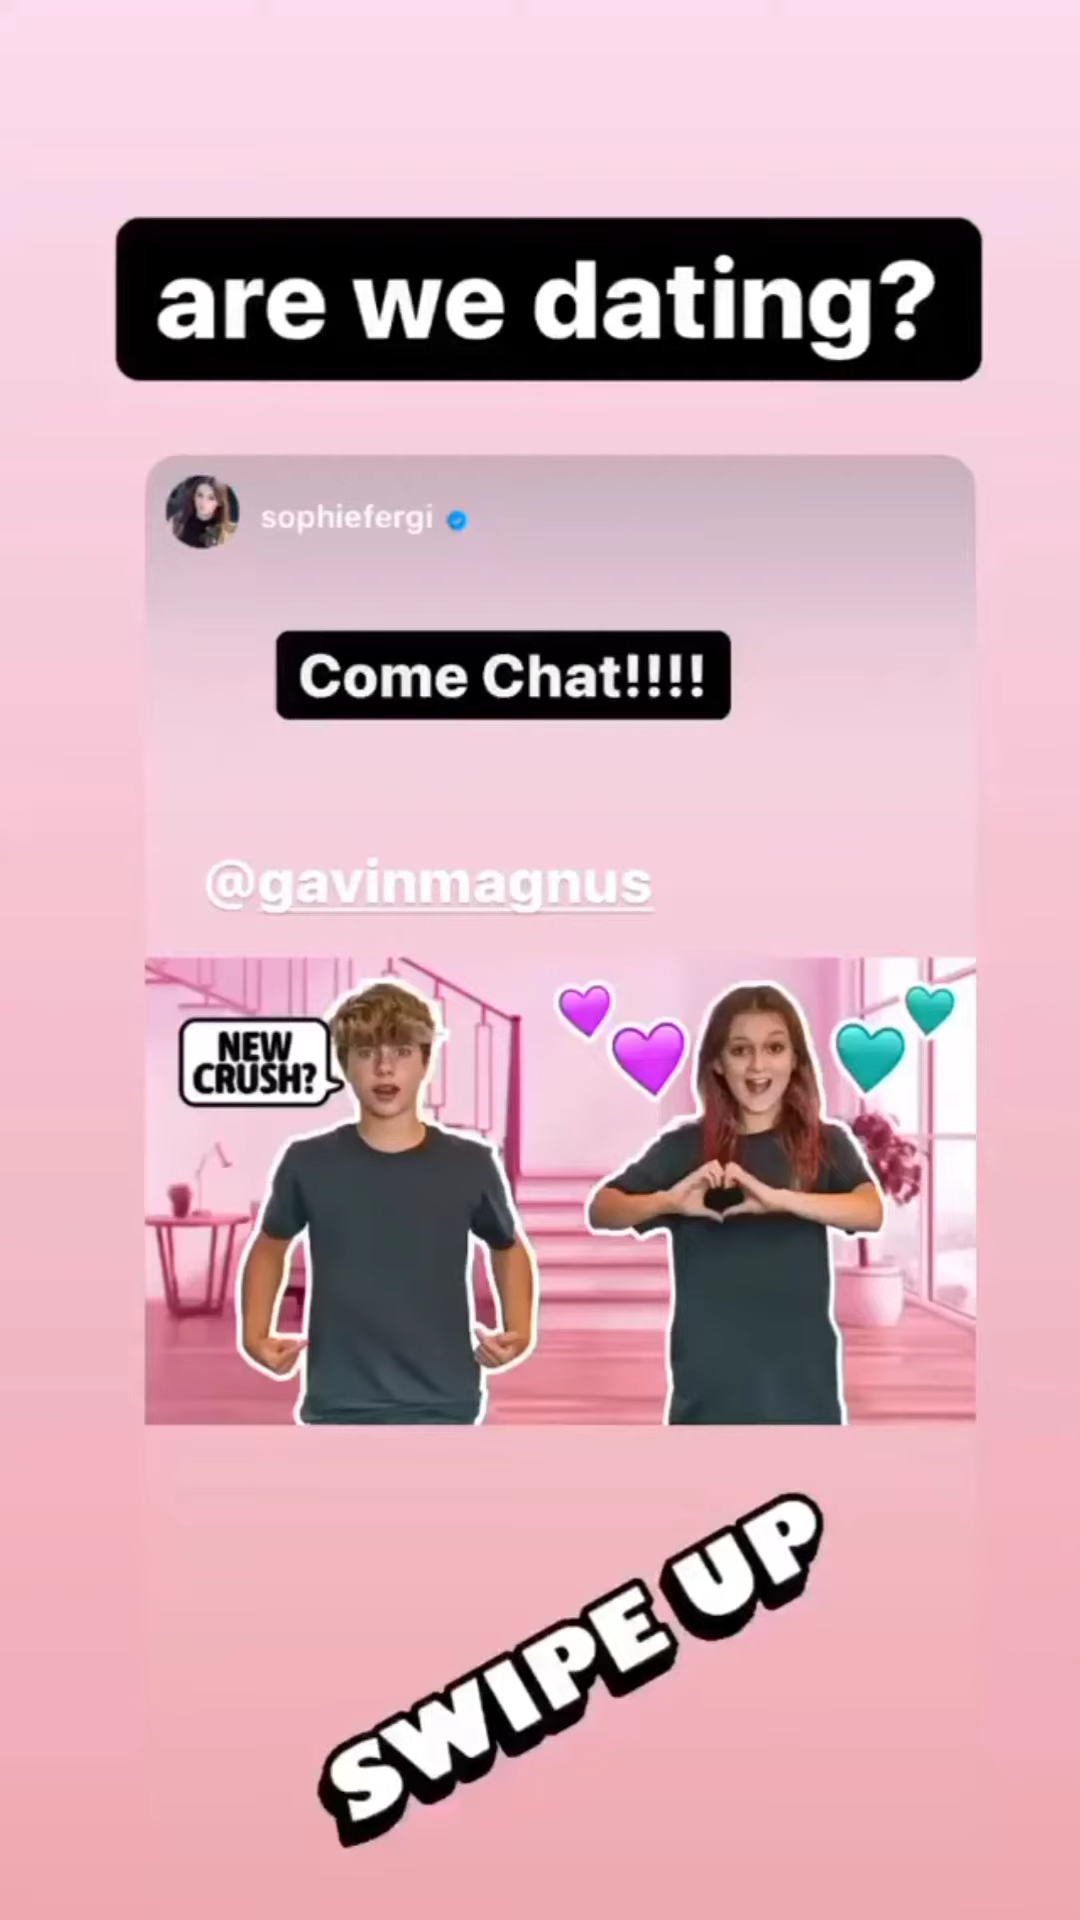 are we dating?
sophiefergi
Come Chat!!!!
@gavinmagnus
NEW
CRUSH?
SWIPE UP